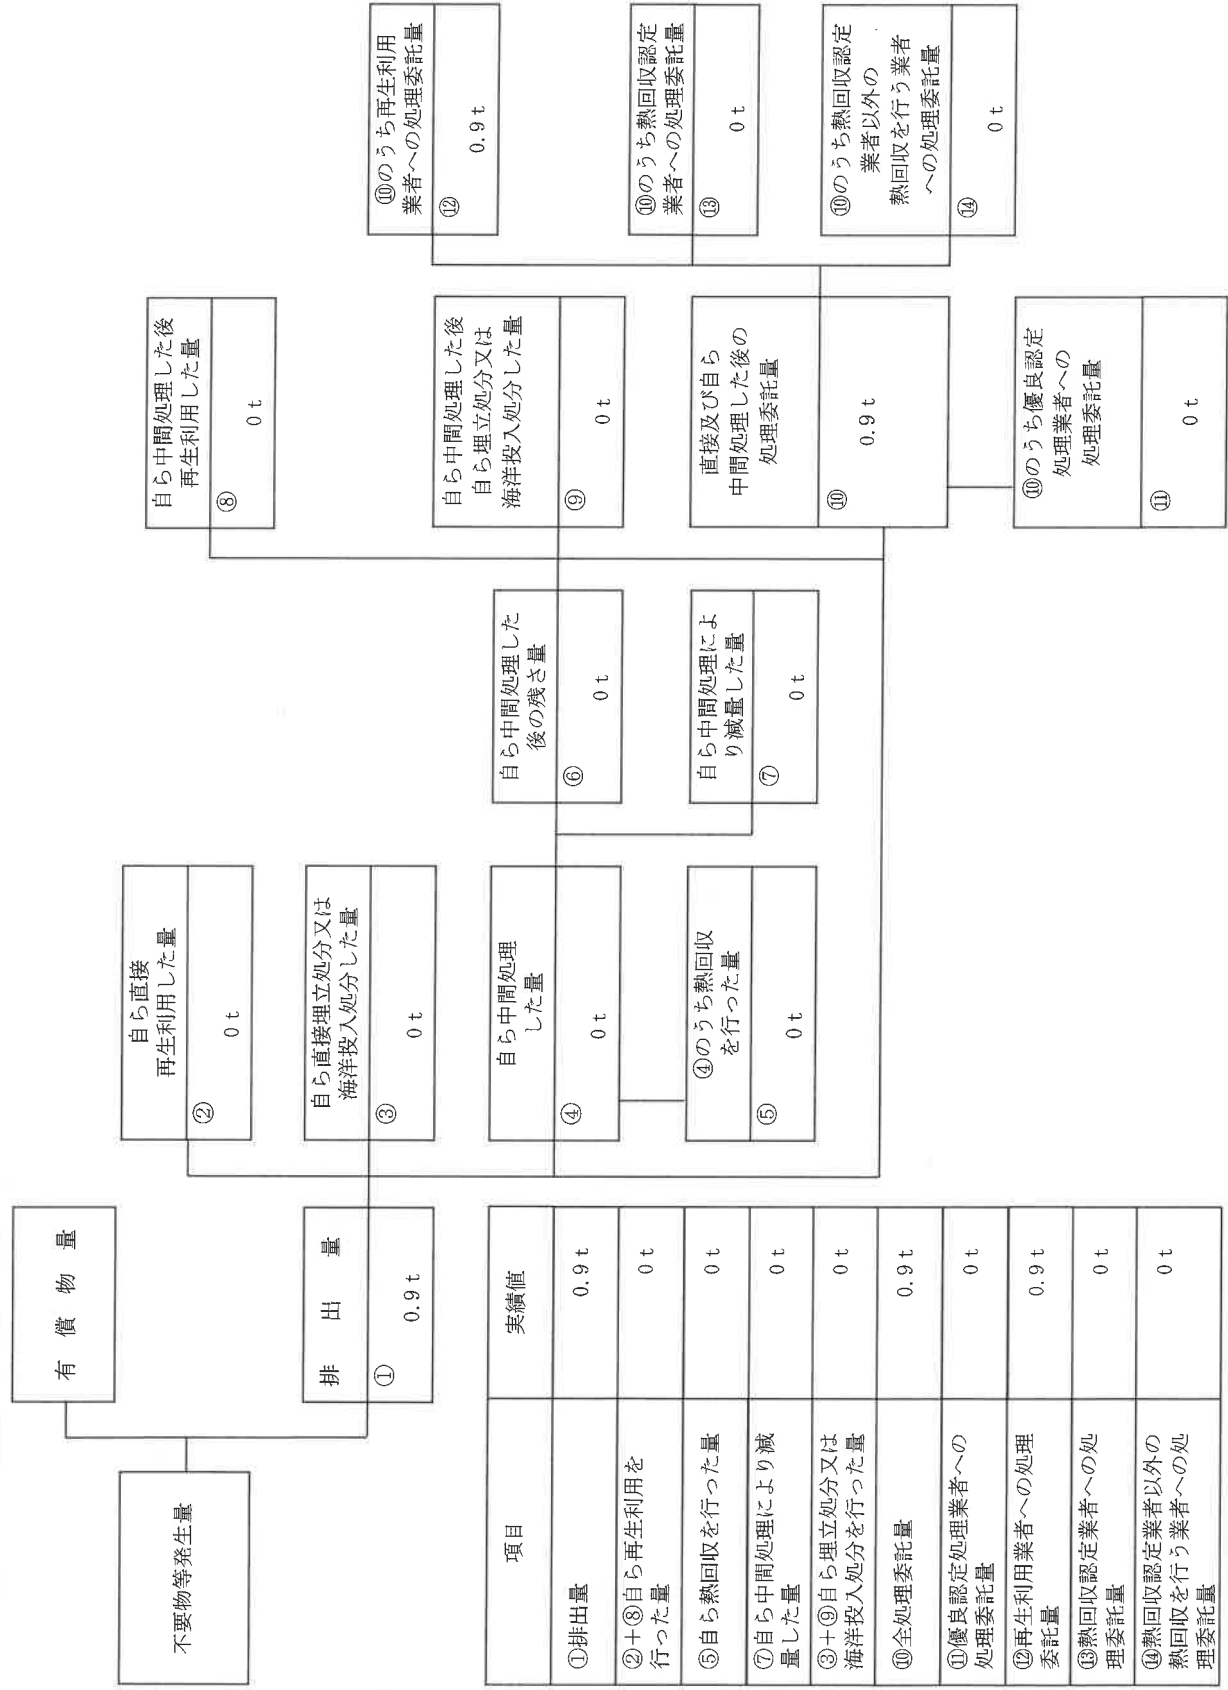 不要物等発生量
有償物量
排出量
①
0.9t
自ら直接
再生利用した量
②
0t
自ら直接埋立処分又は
海洋投入処分した量
③
0t
自ら中間処理
した量
④
0t
④のうち熱回収
を行った量
⑤
0t
自ら中間処理した
後の残さ量
⑥
0t
自ら中間処理によ
り減量した量
⑦
0t
自ら中間処理した後
再生利用した量
⑧
0t
自ら中間処理した後
自ら埋立処分又は
海洋投入処分した量
⑨
0t
直接及び自ら
中間処理した後の
処理委託量
⑩
0.9t
⑩のうち優良認定
処理業者への
処理委託量
⑪
0t
⑩のうち再生利用
業者への処理委託量
⑫
0.9t
⑩のうち熱回収認定
業者への処理委託量
⑬
0t
⑩のうち熱回収認定
業者以外の
熱回収を行う業者
への処理委託量
⑭
0t
項目
実績値
①排出量
0.9t
②+⑧自ら再生利用を
行った量
0t
⑤自ら熱回収を行った量
0t
⑦自ら中間処理により減
量した量
0t
③+⑨自ら埋立処分又は
海洋投入処分を行った量
0t
⑩全処理委託量
0.9t
⑪優良認定処理業者への
処理委託量
0t
⑫再生利用業者への処理
委託量
0.9t
⑬熱回収認定業者への処
理委託量
0t
⑭熱回収認定業者以外の
熱回収を行う業者への処
理委託量
0t